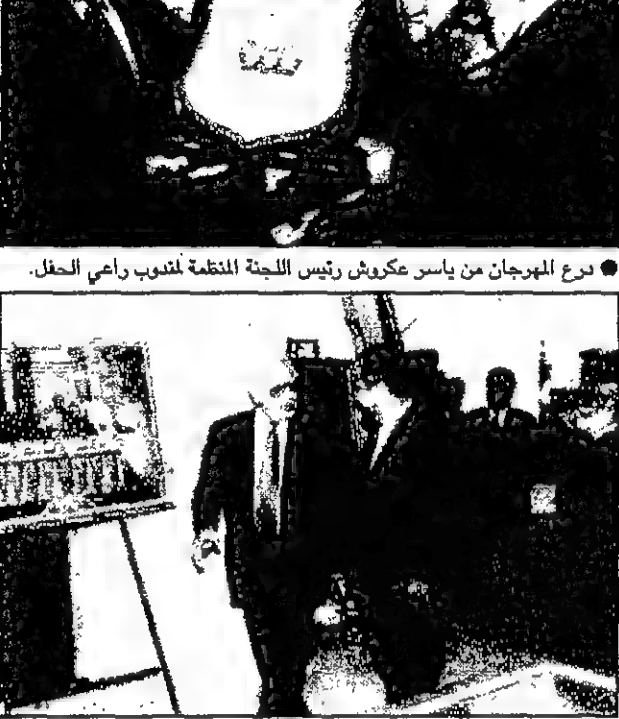 ● درع المهرجان من ياسر عكروش رئيس اللجنة المنظمة لمندوب راعي الحفل.